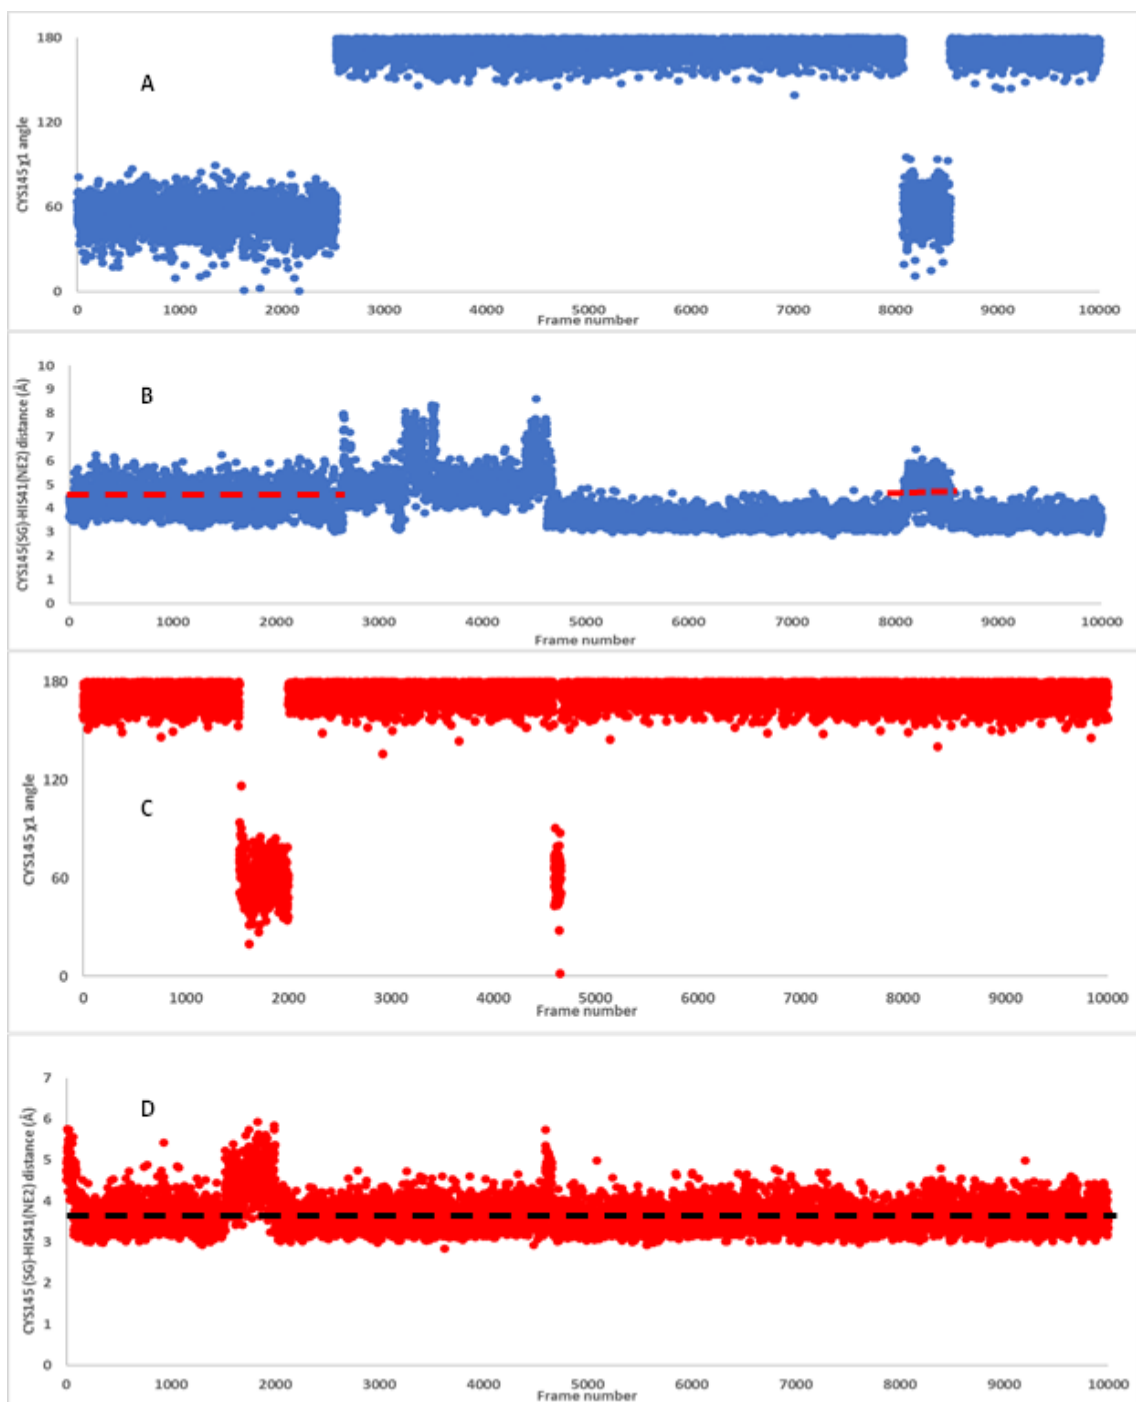 180
120
60
0
CYS145 χ1 angle
A
0 1000 2000 3000 4000 5000 6000 7000 8000 9000 10000
Frame number
10
9
8
7
6
5
4
3
2
1
0
CYS145(SG)-HIS41(NE2) distance (Å)
B
0 1000 2000 3000 4000 5000 6000 7000 8000 9000 10000
Frame number
180
120
60
0
CYS145 χ1 angle
C
0 1000 2000 3000 4000 5000 6000 7000 8000 9000 10000
Frame number
7
6
5
4
3
2
1
0
CYS145 (SG)-HIS41(NE2) distance (Å)
D
0 1000 2000 3000 4000 5000 6000 7000 8000 9000 10000
Frame number